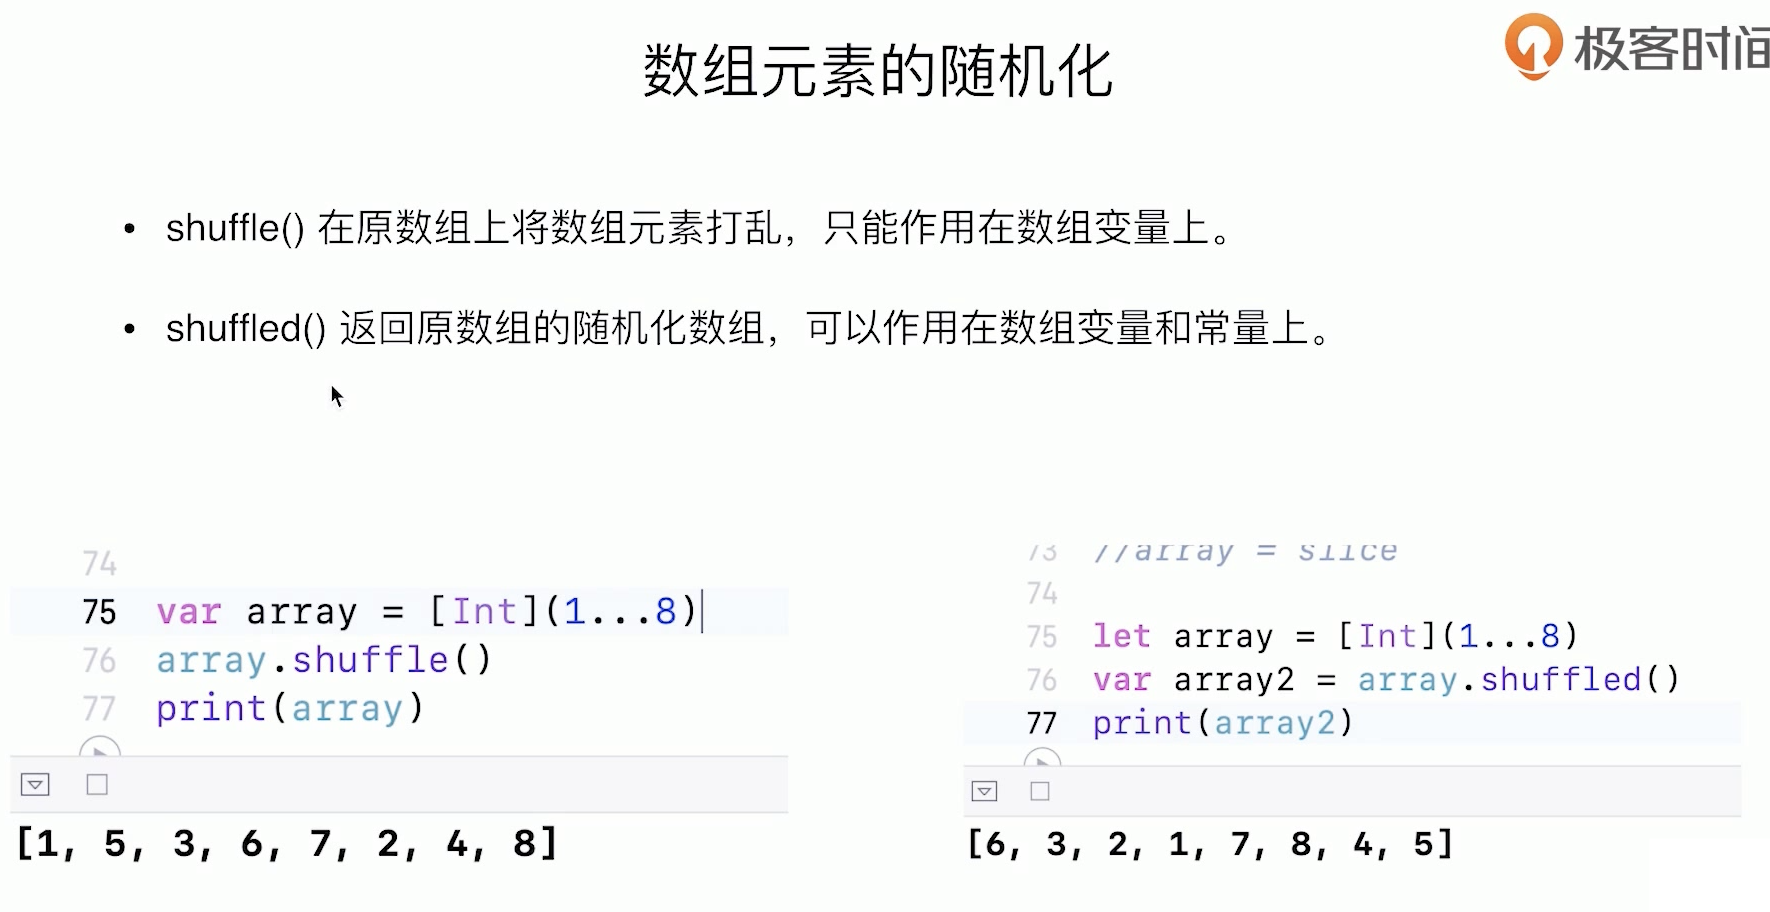 数组元素的随机化
极客时间
• shuffle() 在原数组上将数组元素打乱，只能作用在数组变量上。
• shuffled() 返回原数组的随机化数组，可以作用在数组变量和常量上。
74
75 var array = [Int](1...8)
76 array.shuffle()
77 print(array)
[1, 5, 3, 6, 7, 2, 4, 8]
73 //array = slice
74
75 let array = [Int](1...8)
76 var array2 = array.shuffled()
77 print(array2)
[6, 3, 2, 1, 7, 8, 4, 5]